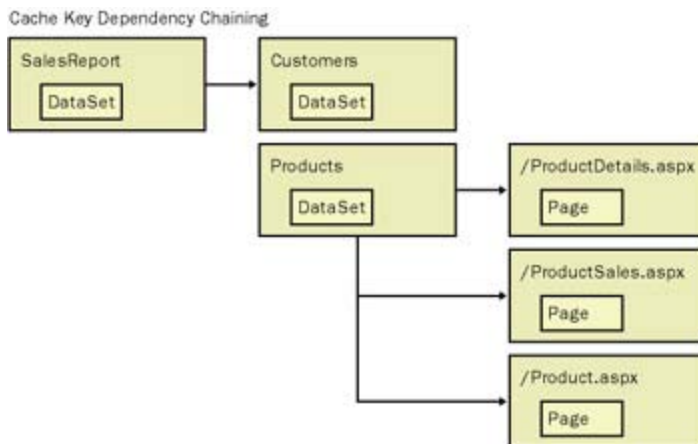 Cache Key Dependency Chaining
SalesReport
DataSet
Customers
DataSet
Products
DataSet
/ProductDetails.aspx
Page
/ProductSales.aspx
Page
/Product.aspx
Page